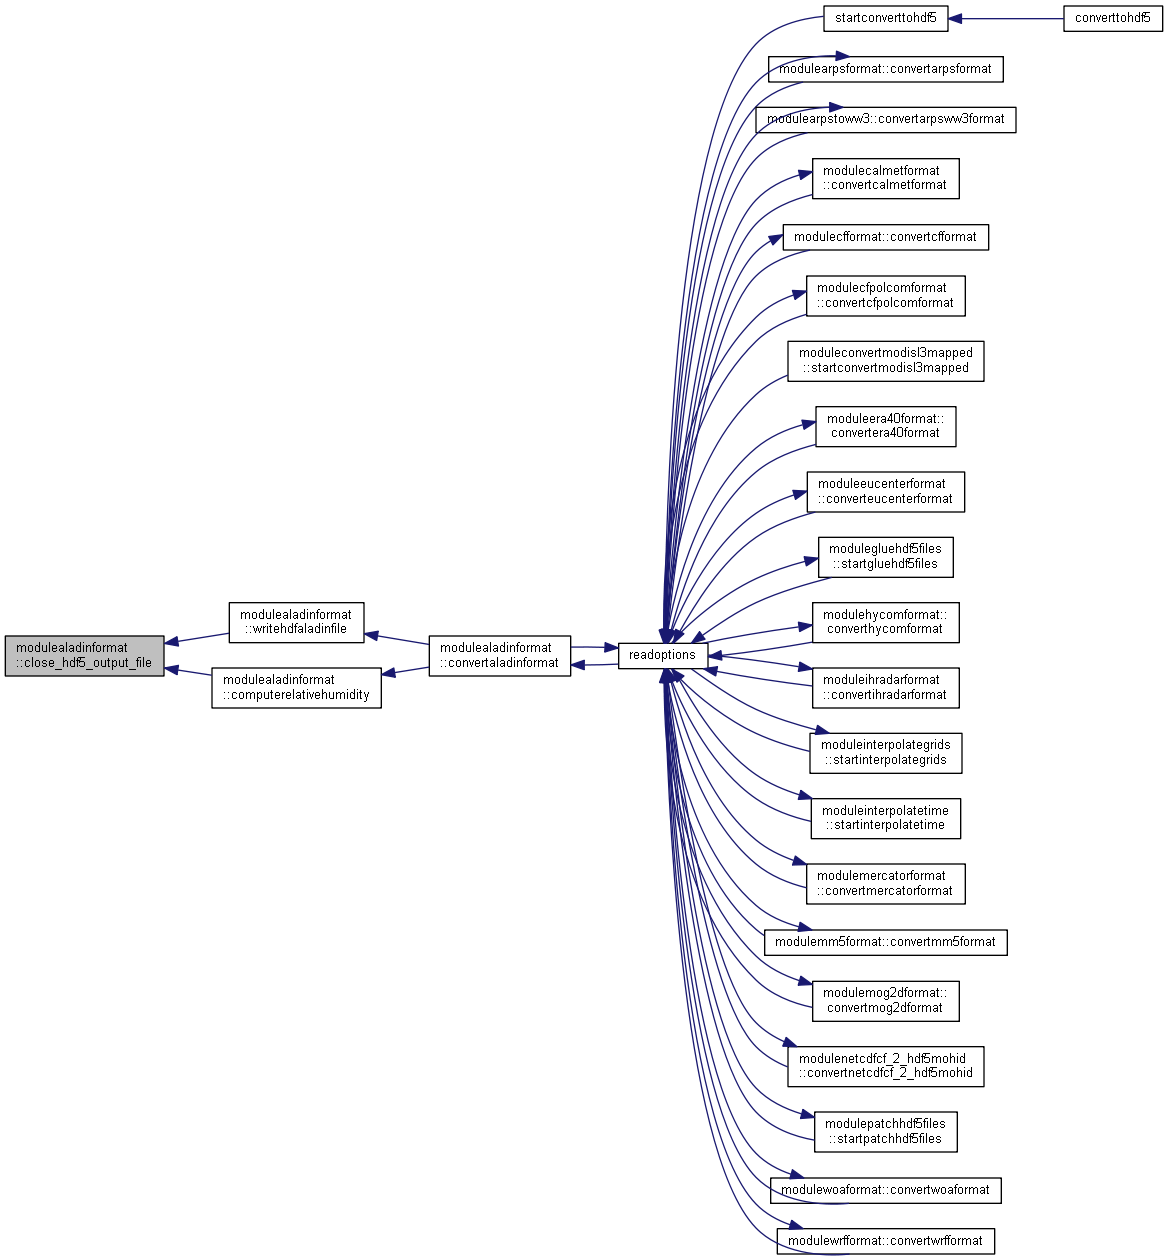 startconverttohdf5
converttohdf5
modulearpsformat::convertarpsformat
modulearpstoww3::convertarpsww3format
modulecalmetformat
::convertcalmetformat
modulecfformat::convertcfformat
modulecfpolcomformat
::convertcfpolcomformat
moduleconvertmodisl3mapped
::startconvertmodisl3mapped
moduleera40format::
convertera40format
moduleeucenterformat
::converteucenterformat
modulegluehdf5files
::startgluehdf5files
modulealadinformat
::writehdfaladinfile
modulehycomformat::
converthycomformat
modulealadinformat
::close_hdf5_output_file
modulealadinformat
::convertaladinformat
readoptions
modulealadinformat
::computerelativehumidity
moduleihradarformat
::convertihradarformat
moduleinterpolategrids
::startinterpolategrids
moduleinterpolatetime
::startinterpolatetime
modulemercatorformat
::convertmercatorformat
modulemm5format::convertmm5format
modulemog2dformat::
convertmog2dformat
modulenetcdfcf_2_hdf5mohid
::convertnetcdfcf_2_hdf5mohid
modulepatchhdf5files
::startpatchhdf5files
modulewoaformat::convertwoaformat
modulewrfformat::convertwrfformat